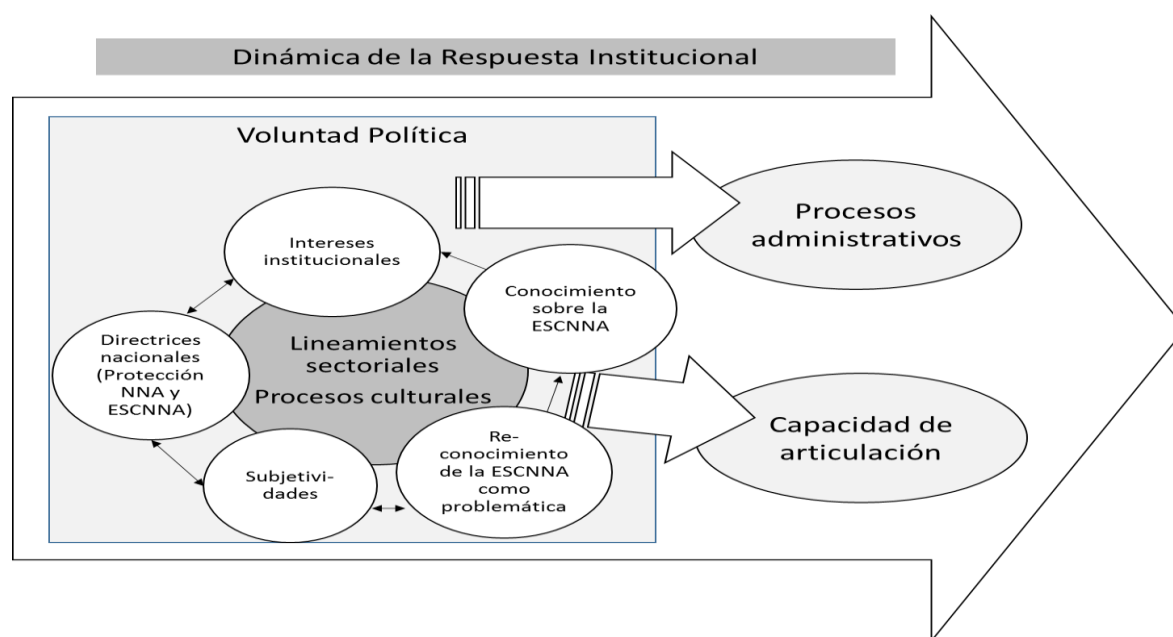 Dinámica de la Respuesta Institucional
Voluntad Política
Intereses
institucionales
Conocimiento
sobre la
ESCNNA
Directrices
nacionales
(Protección
NNA y
ESCNNA)
Lineamientos
sectoriales
Procesos culturales
Subjetivi-
dades
Re-
conocimiento
de la ESCNNA
como
problemática
Procesos
administrativos
Capacidad de
articulación